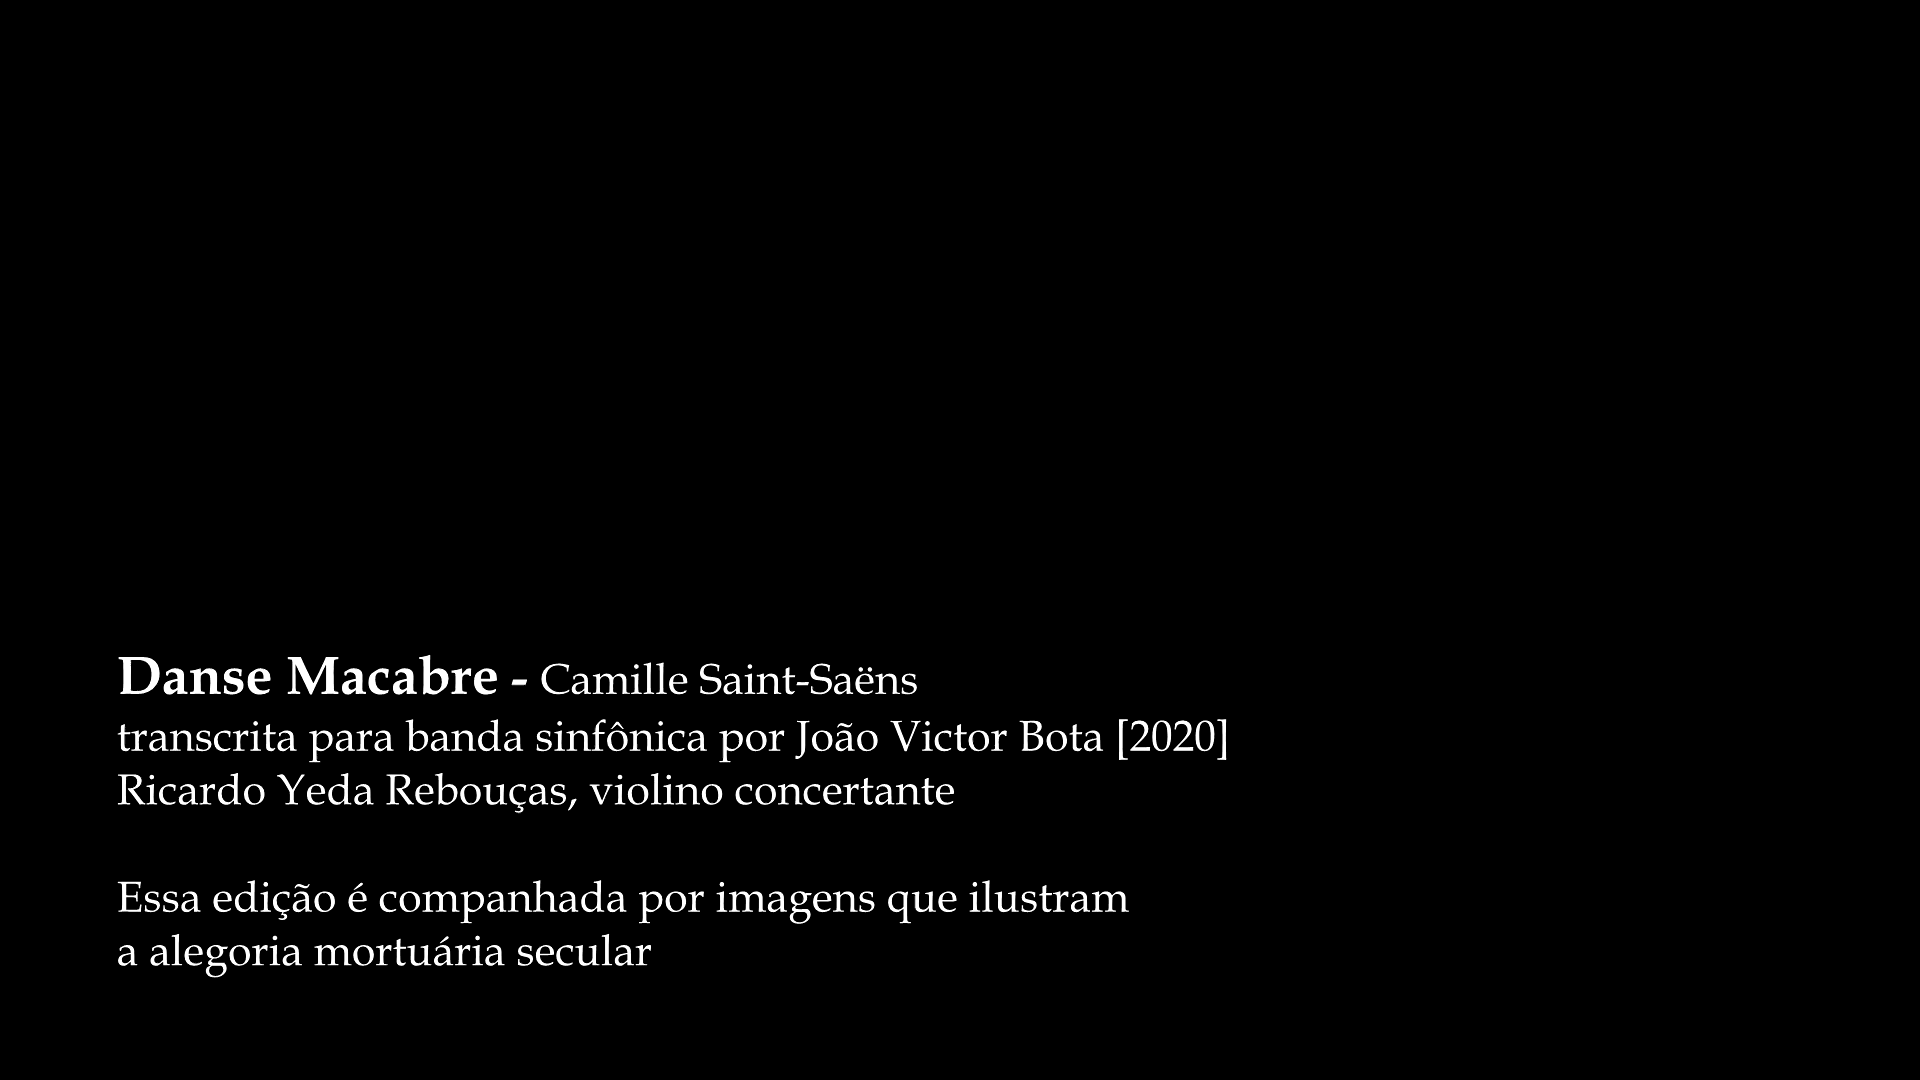 Danse Macabre - Camille Saint-Saëns
transcrita para banda sinfônica por João Victor Bota [2020]
Ricardo Yeda Rebouças, violino concertante
Essa edição é companhada por imagens que ilustram
a alegoria mortuária secular